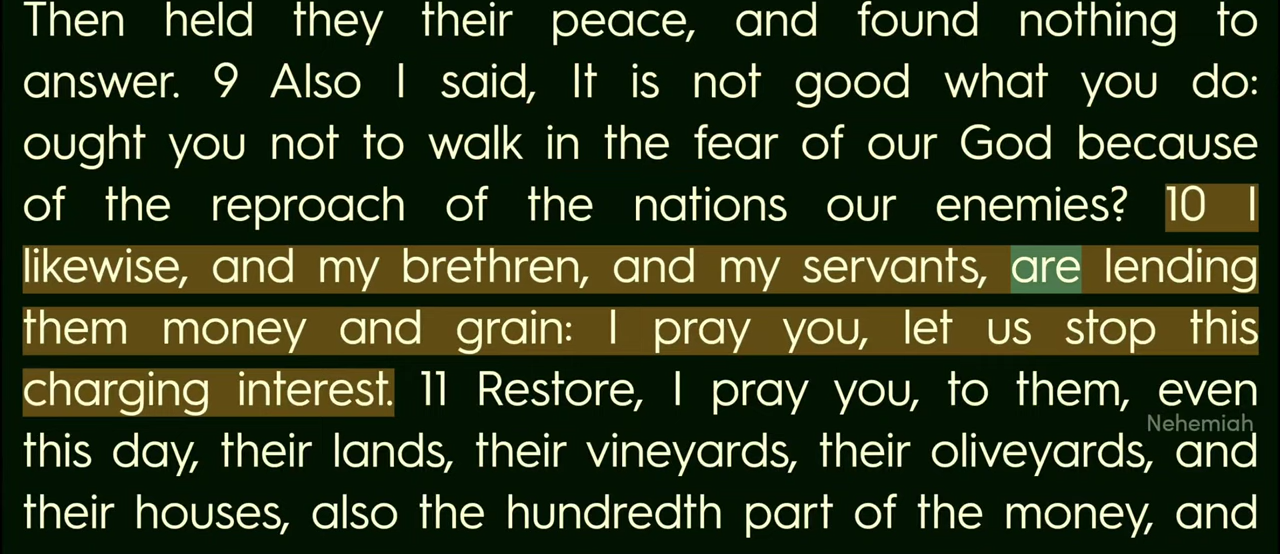 Then held they their peace, and found nothing to
answer. 9 Also I said, It is not good what you do:
ought you not to walk in the fear of our God because
of the reproach of the nations our enemies? 10 I
likewise, and my brethren, and my servants, are lending
them money and grain: I pray you, let us stop this
charging interest. 11 Restore, I pray you, to them, even
Nehemiah
this day, their lands, their vineyards, their oliveyards, and
their houses, also the hundredth part of the money, and